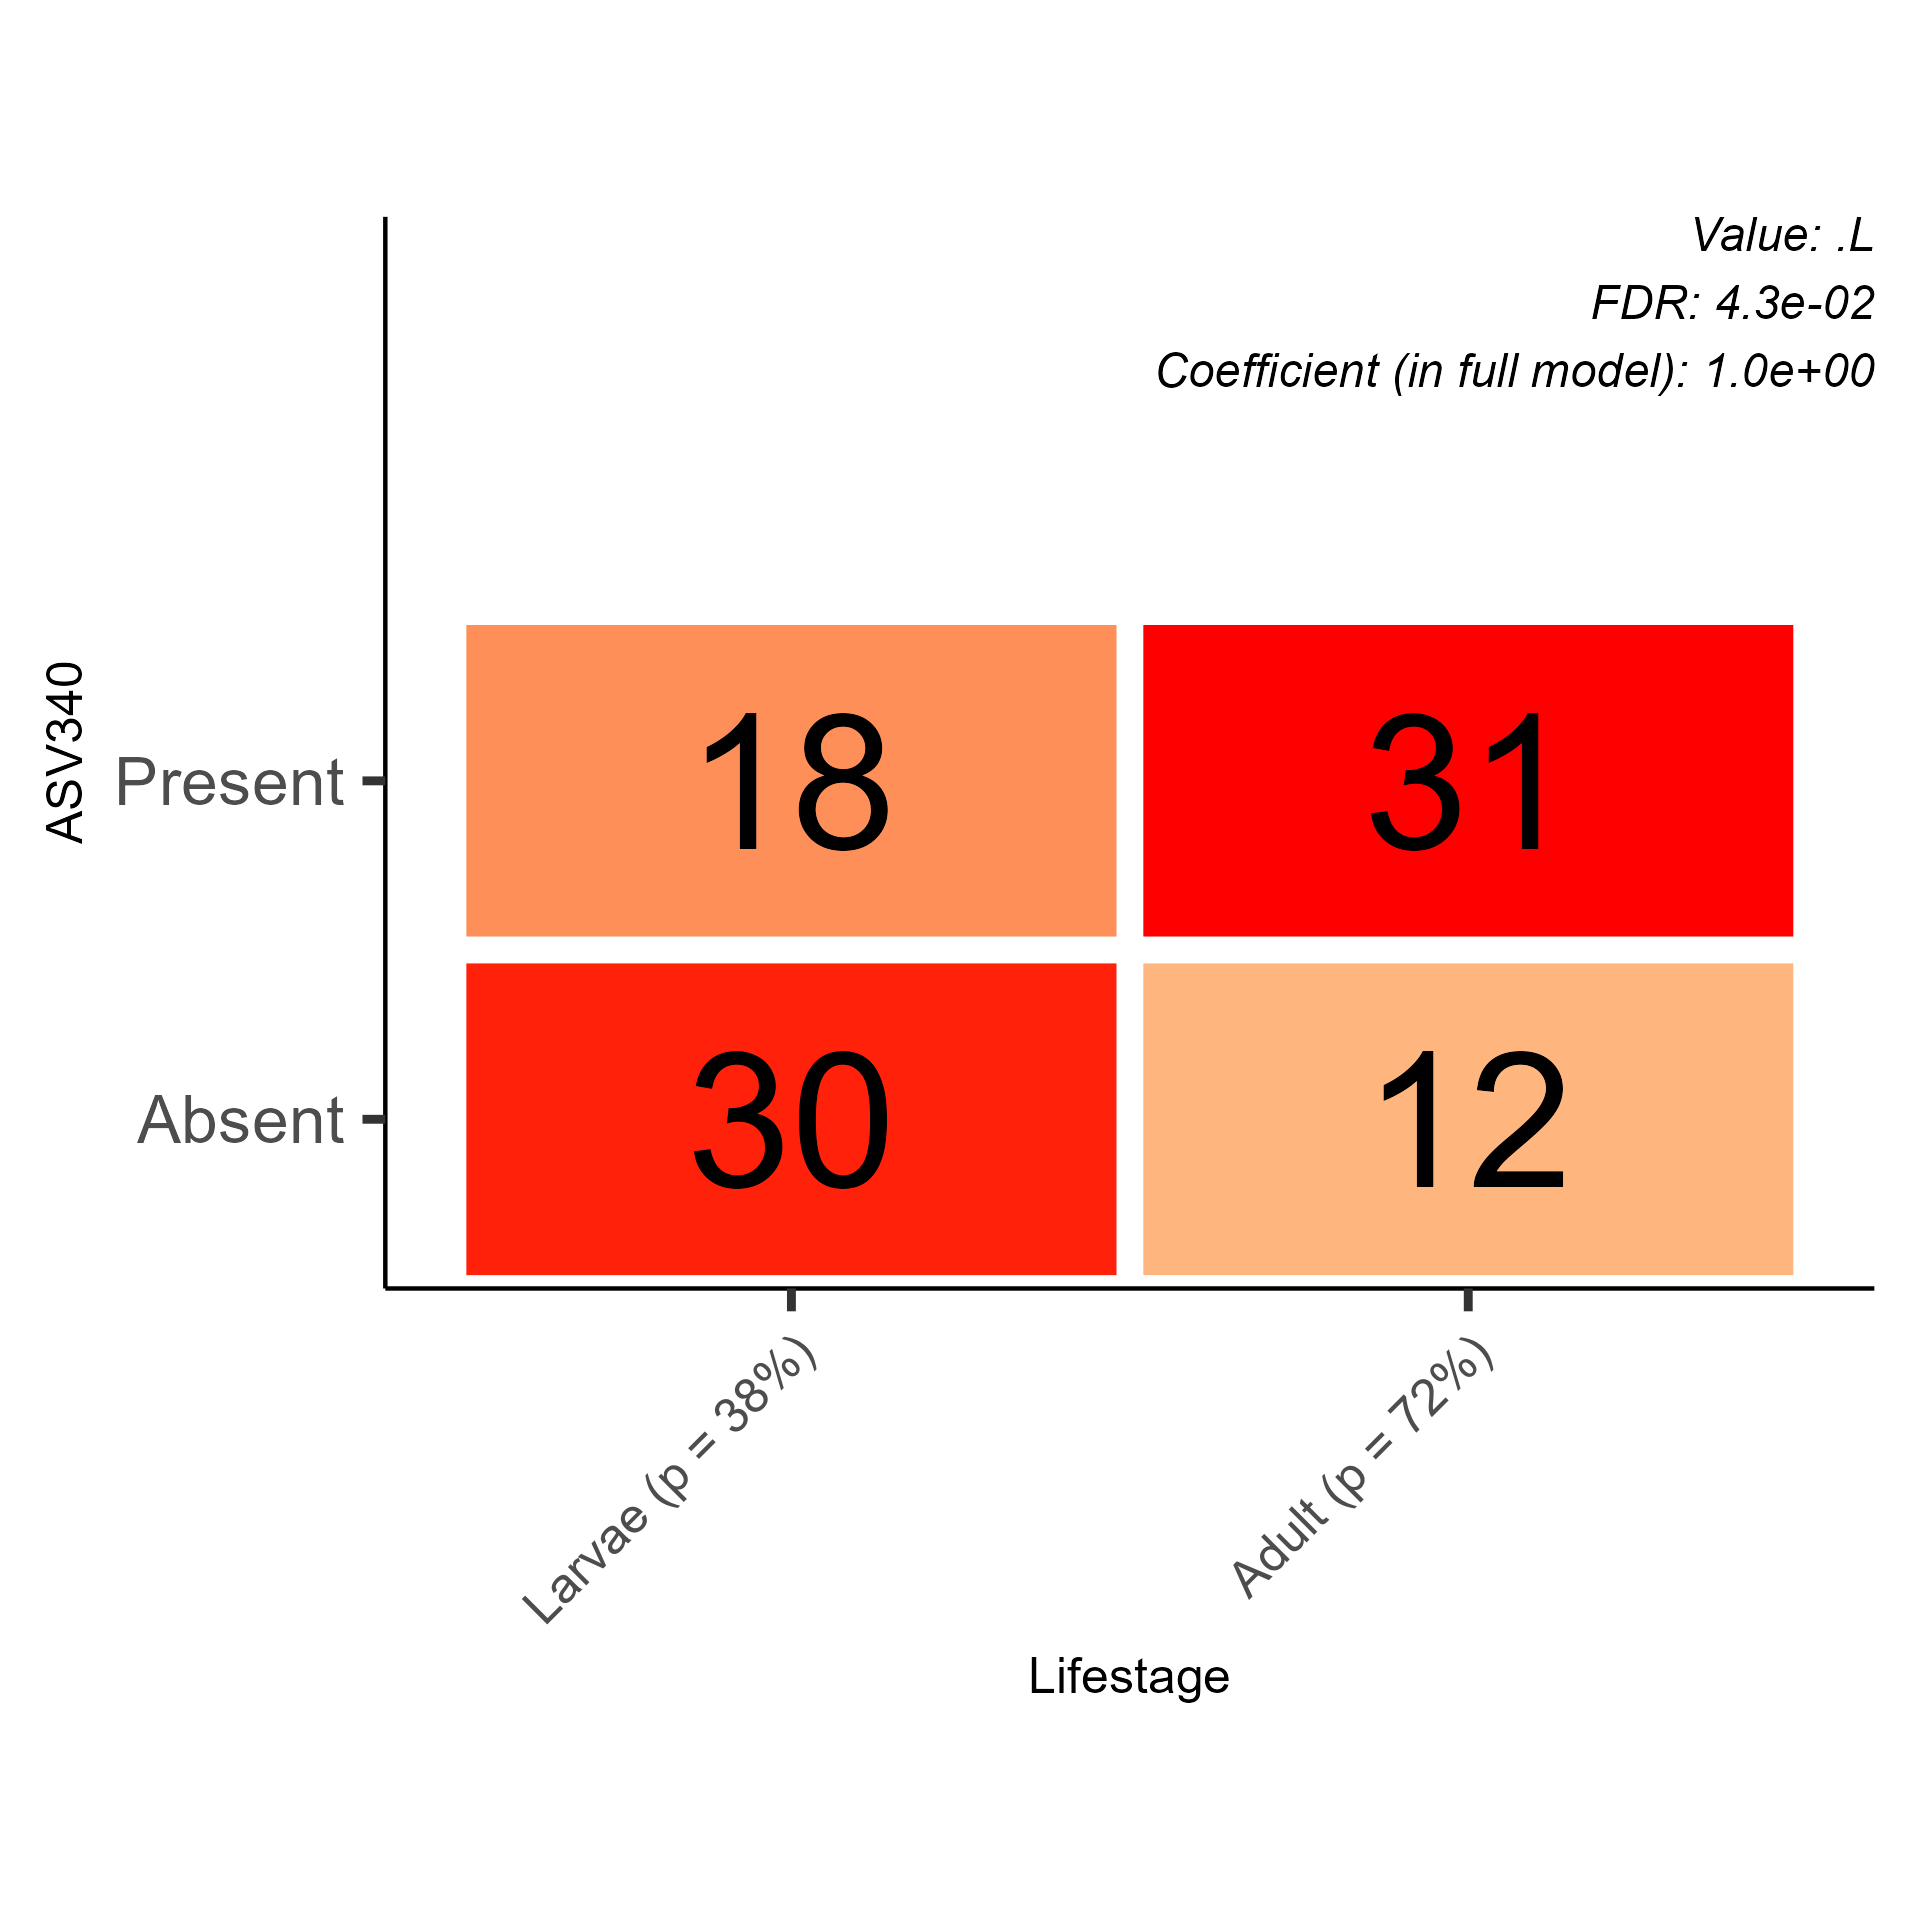 Value: .L
FDR: 4.3e-02
Coefficient (in full model): 1.0e+00
ASV340
Present
18
31
Absent
30
12
Larvae (p = 38%)
Adult (p = 72%)
Lifestage